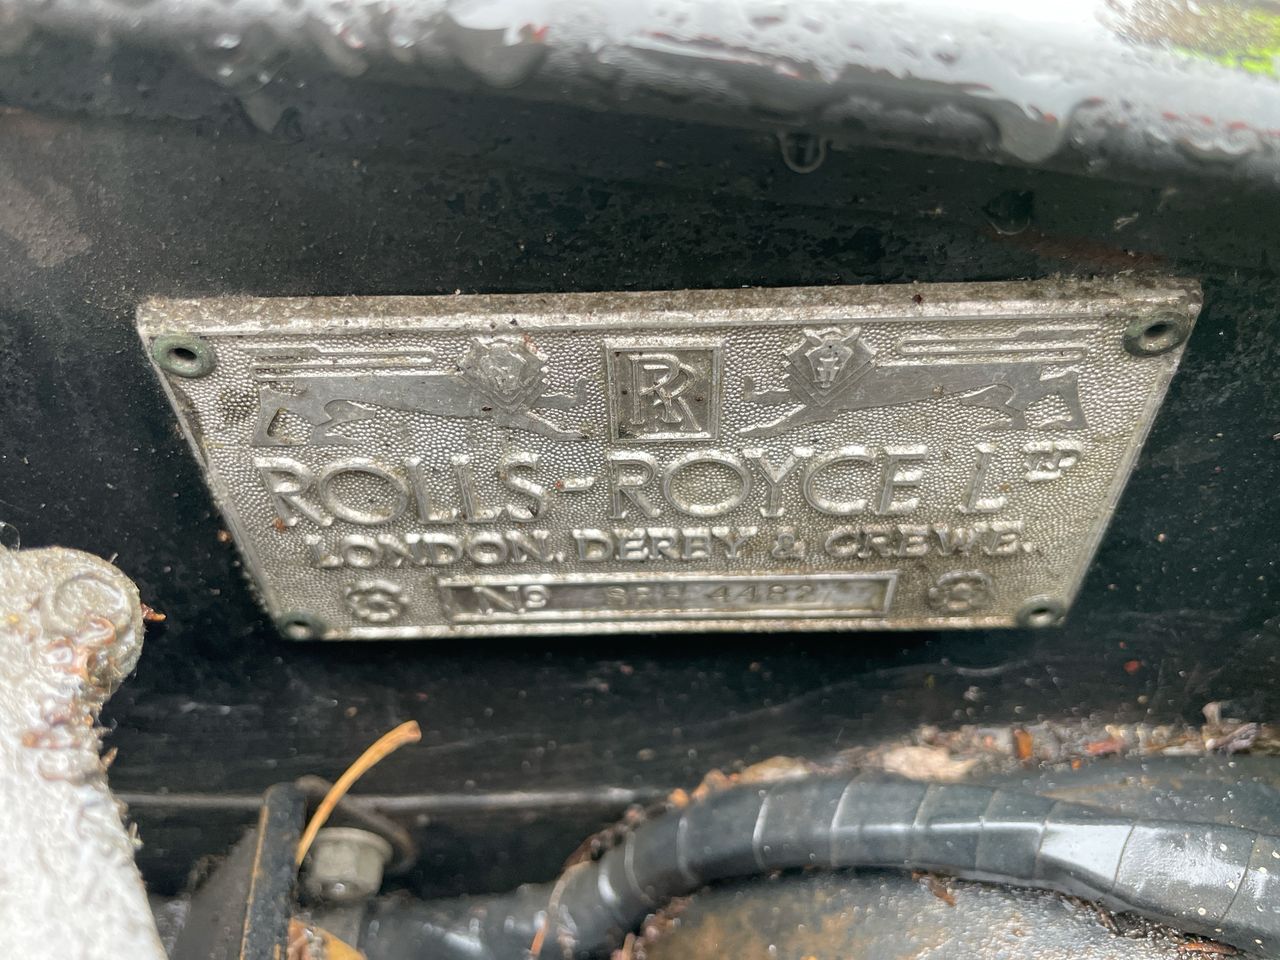 RR
ROLLS-ROYCE LTD
LONDON, DERBY & CREWE.
No SRH 4482